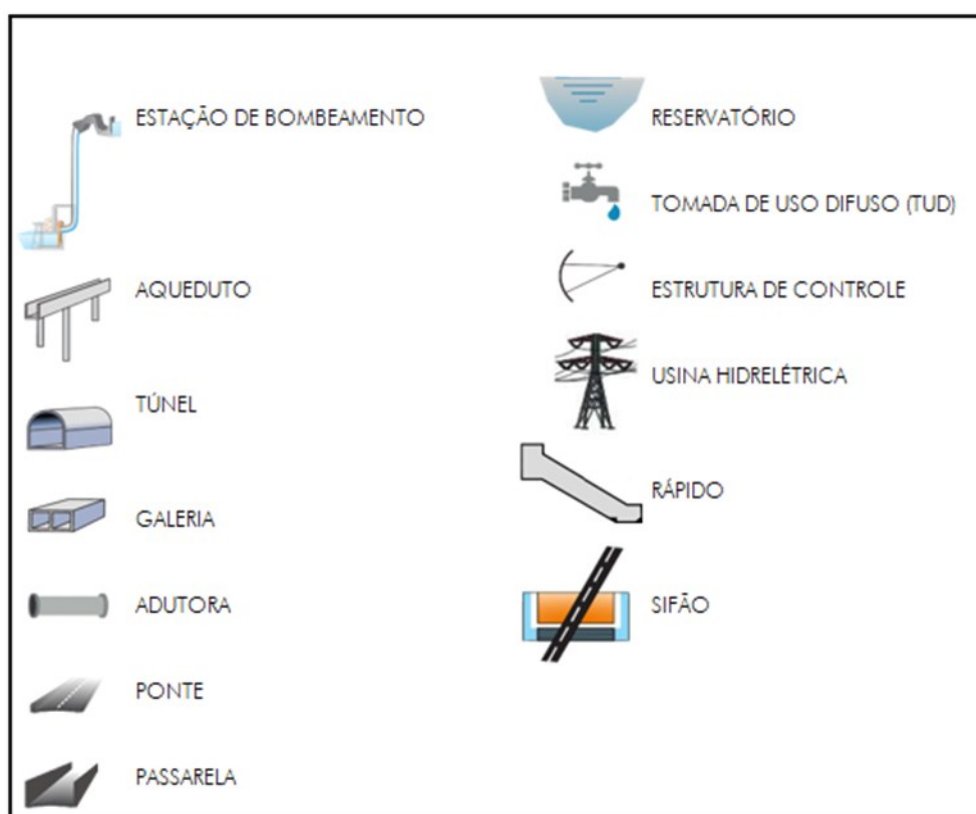 ESTAÇÃO DE BOMBEAMENTO
AQUEDUTO
TÚNEL
GALERIA
ADUTORA
PONTE
PASSARELA
RESERVATÓRIO
TOMADA DE USO DIFUSO (TUD)
ESTRUTURA DE CONTROLE
USINA HIDRELÉTRICA
RÁPIDO
SIFÃO